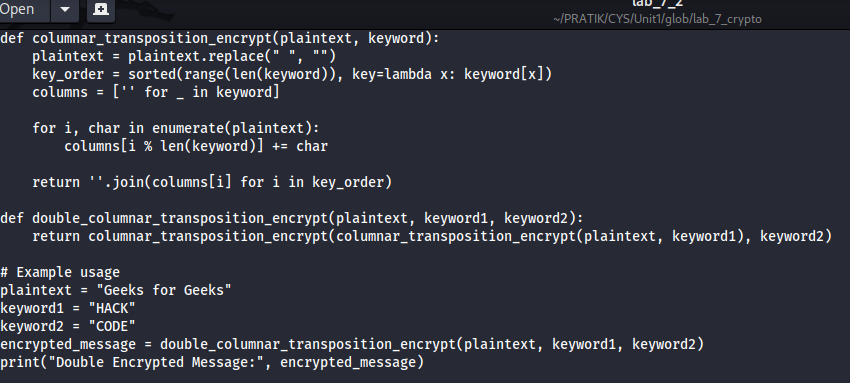 Open
lab_7_2
~/PRATIK/CYS/Unit1/glob/lab_7_crypto
def columnar_transposition_encrypt(plaintext, keyword):
    plaintext = plaintext.replace(" ", "")
    key_order = sorted(range(len(keyword)), key=lambda x: keyword[x])
    columns = ['' for _ in keyword]

    for i, char in enumerate(plaintext):
        columns[i % len(keyword)] += char

    return ''.join(columns[i] for i in key_order)

def double_columnar_transposition_encrypt(plaintext, keyword1, keyword2):
    return columnar_transposition_encrypt(columnar_transposition_encrypt(plaintext, keyword1), keyword2)

# Example usage
plaintext = "Geeks for Geeks"
keyword1 = "HACK"
keyword2 = "CODE"
encrypted_message = double_columnar_transposition_encrypt(plaintext, keyword1, keyword2)
print("Double Encrypted Message:", encrypted_message)